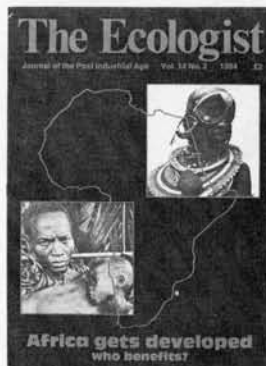 The Ecologist
Journal of the Post Industrial Age Vol. 14 No. 2 1984 £2
Africa gets developed
who benefits?